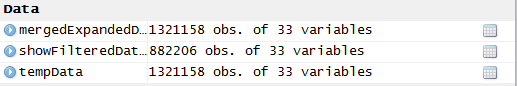 Data
mergedExpandedD… 1321158 obs. of 33 variables
showFilteredDat… 882206 obs. of 33 variables
tempData 1321158 obs. of 33 variables